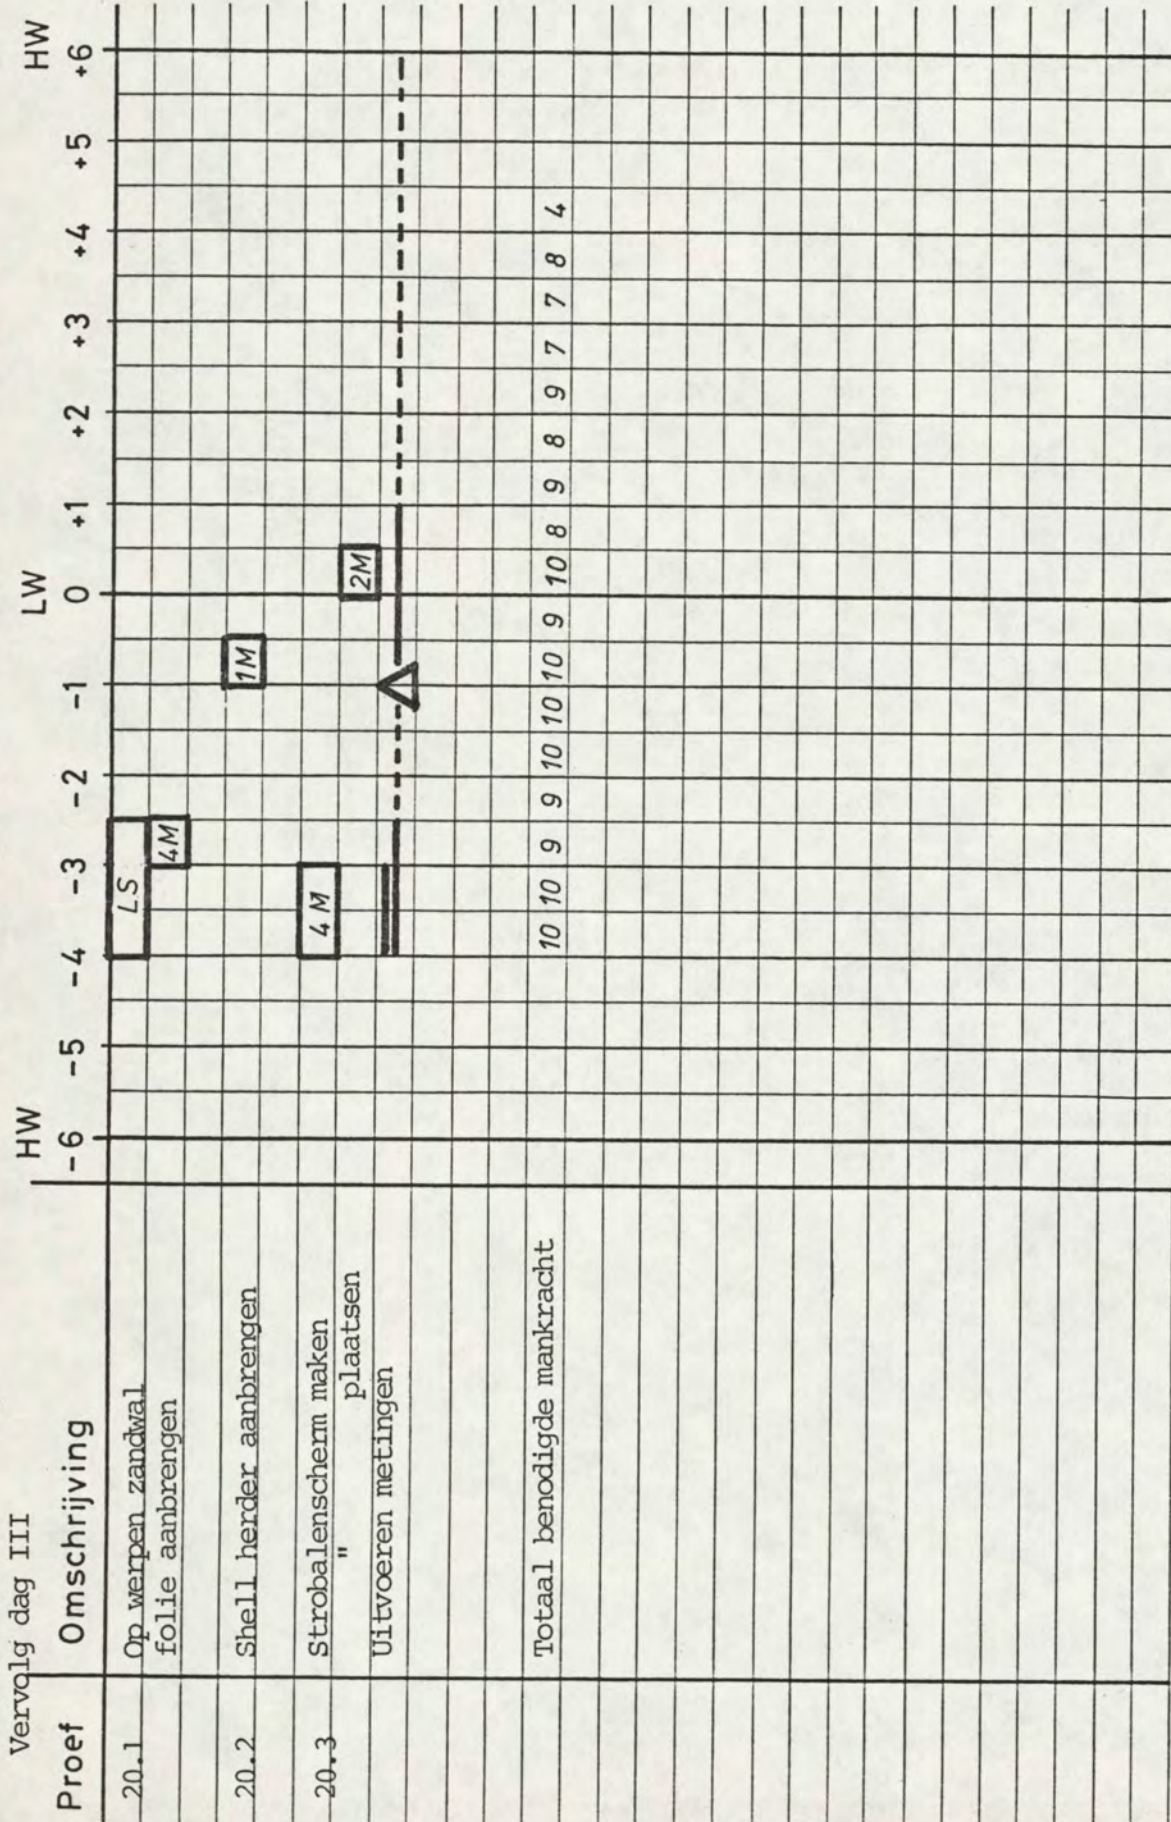 Vervolg dag III
HW LW HW
Proef Omschrijving -6 -5 -4 -3 -2 -1 0 +1 +2 +3 +4 +5 +6
20.1 Op werpen zandwal LS
folie aanbrengen 4M
20.2 Shell herder aanbrengen 1M
20.3 Strobalenscherm maken 4M
" plaatsen 2M
Uitvoeren metingen
Totaal benodigde mankracht 10 10 9 9 10 10 10 9 10 8 9 8 9 7 7 8 4